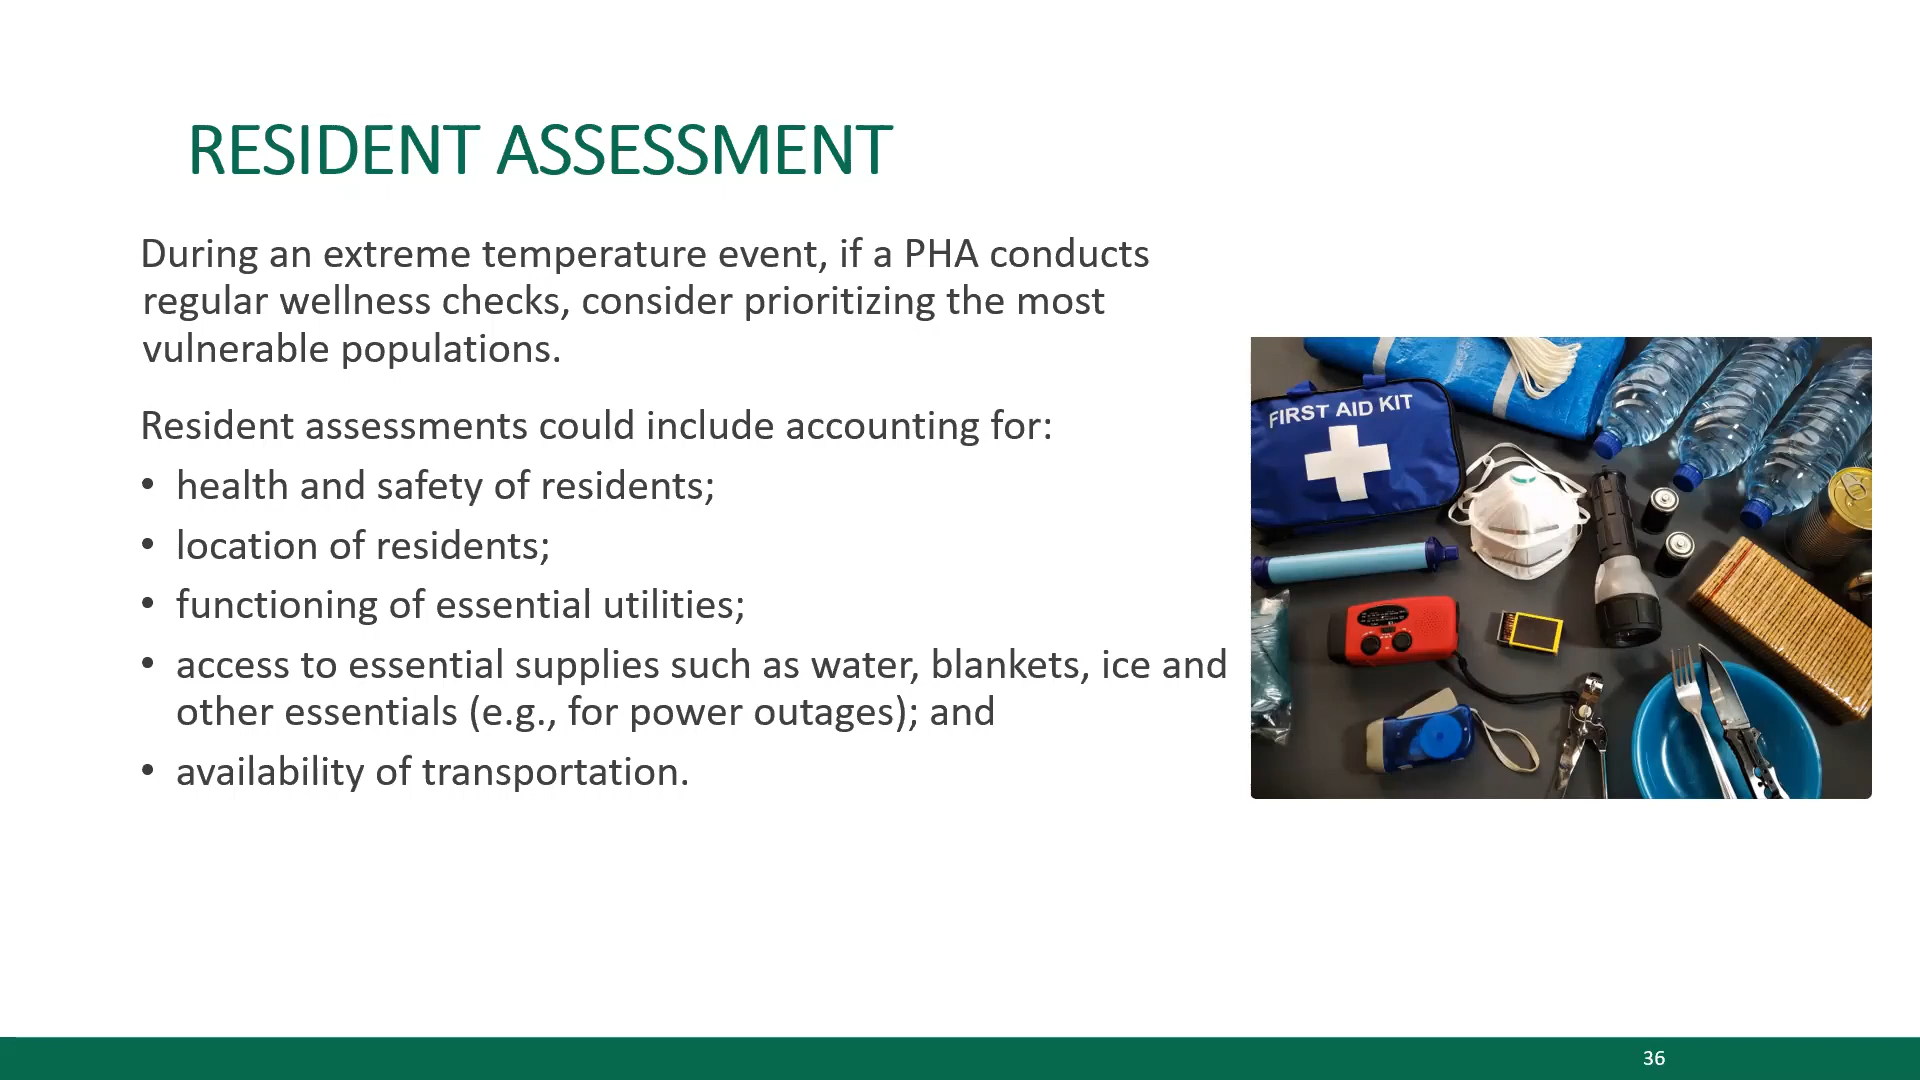 RESIDENT ASSESSMENT
During an extreme temperature event, if a PHA conducts
regular wellness checks, consider prioritizing the most
vulnerable populations.
Resident assessments could include accounting for:
• health and safety of residents;
• location of residents;
• functioning of essential utilities;
• access to essential supplies such as water, blankets, ice and
other essentials (e.g., for power outages); and
• availability of transportation.
FIRST AID KIT
36